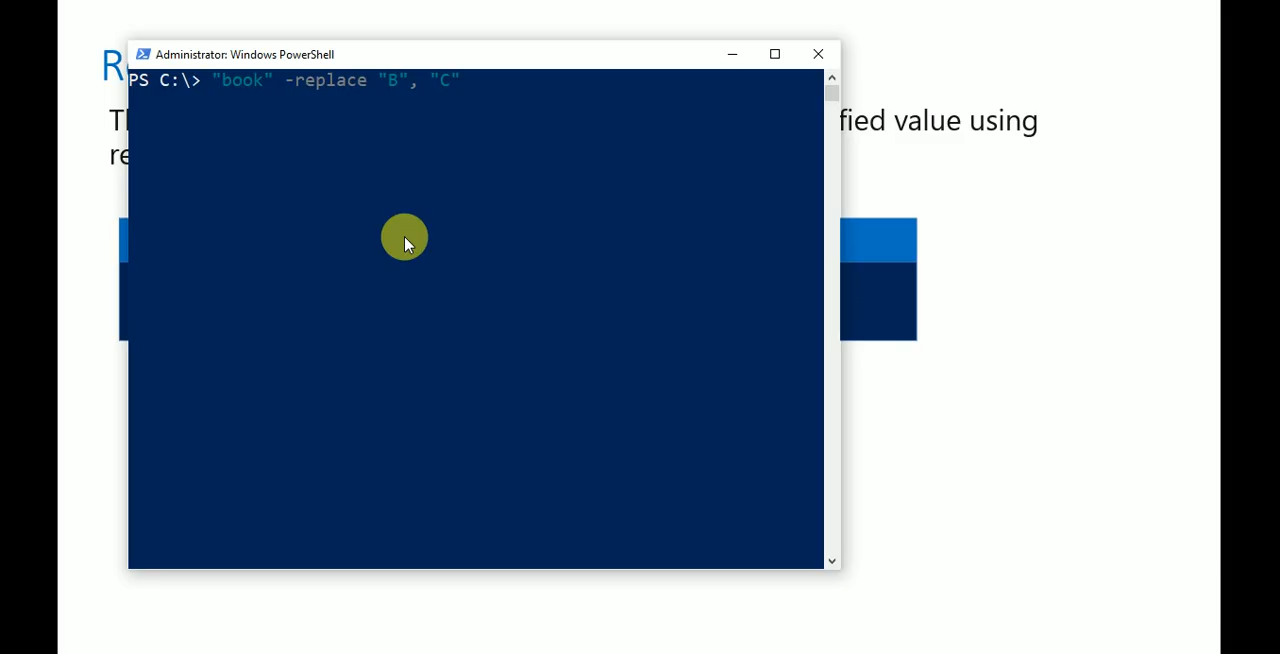 Administrator: Windows PowerShell
PS C:\> "book" -replace "B", "C"
fied value using